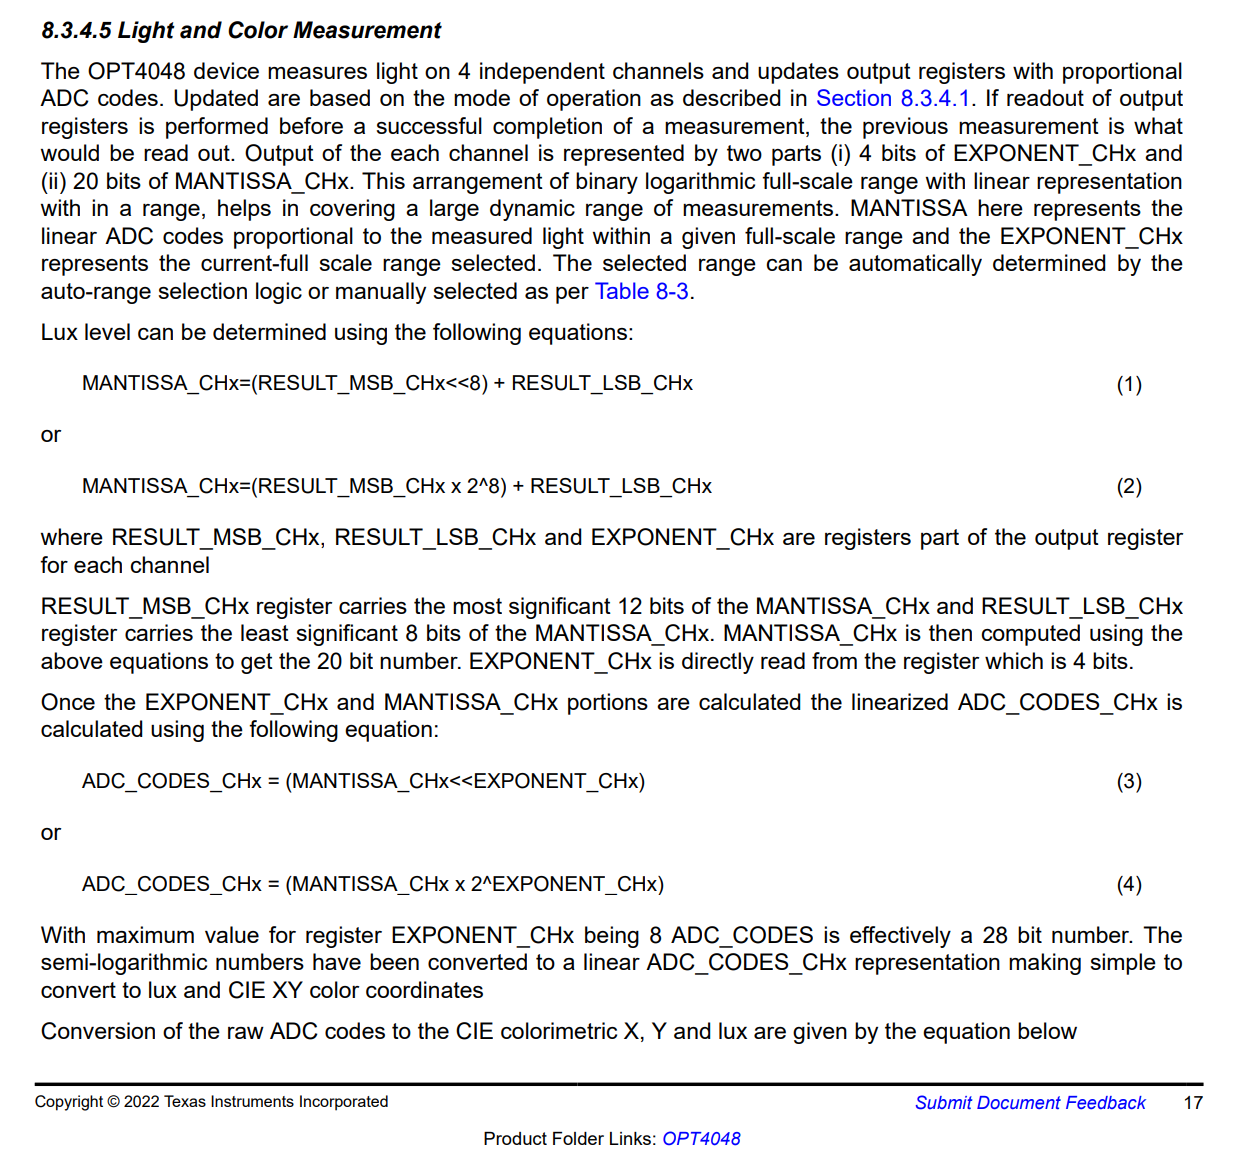 8.3.4.5 Light and Color Measurement
The OPT4048 device measures light on 4 independent channels and updates output registers with proportional
ADC codes. Updated are based on the mode of operation as described in Section 8.3.4.1. If readout of output
registers is performed before a successful completion of a measurement, the previous measurement is what
would be read out. Output of the each channel is represented by two parts (i) 4 bits of EXPONENT_CHx and
(ii) 20 bits of MANTISSA_CHx. This arrangement of binary logarithmic full-scale range with linear representation
with in a range, helps in covering a large dynamic range of measurements. MANTISSA here represents the
linear ADC codes proportional to the measured light within a given full-scale range and the EXPONENT_CHx
represents the current-full scale range selected. The selected range can be automatically determined by the
auto-range selection logic or manually selected as per Table 8-3.
Lux level can be determined using the following equations:
MANTISSA_CHx=(RESULT_MSB_CHx<<8) + RESULT_LSB_CHx (1)
or
MANTISSA_CHx=(RESULT_MSB_CHx x 2^8) + RESULT_LSB_CHx (2)
where RESULT_MSB_CHx, RESULT_LSB_CHx and EXPONENT_CHx are registers part of the output register
for each channel
RESULT_MSB_CHx register carries the most significant 12 bits of the MANTISSA_CHx and RESULT_LSB_CHx
register carries the least significant 8 bits of the MANTISSA_CHx. MANTISSA_CHx is then computed using the
above equations to get the 20 bit number. EXPONENT_CHx is directly read from the register which is 4 bits.
Once the EXPONENT_CHx and MANTISSA_CHx portions are calculated the linearized ADC_CODES_CHx is
calculated using the following equation:
ADC_CODES_CHx = (MANTISSA_CHx<<EXPONENT_CHx) (3)
or
ADC_CODES_CHx = (MANTISSA_CHx x 2^EXPONENT_CHx) (4)
With maximum value for register EXPONENT_CHx being 8 ADC_CODES is effectively a 28 bit number. The
semi-logarithmic numbers have been converted to a linear ADC_CODES_CHx representation making simple to
convert to lux and CIE XY color coordinates
Conversion of the raw ADC codes to the CIE colorimetric X, Y and lux are given by the equation below
Copyright © 2022 Texas Instruments Incorporated Submit Document Feedback 17
Product Folder Links: OPT4048